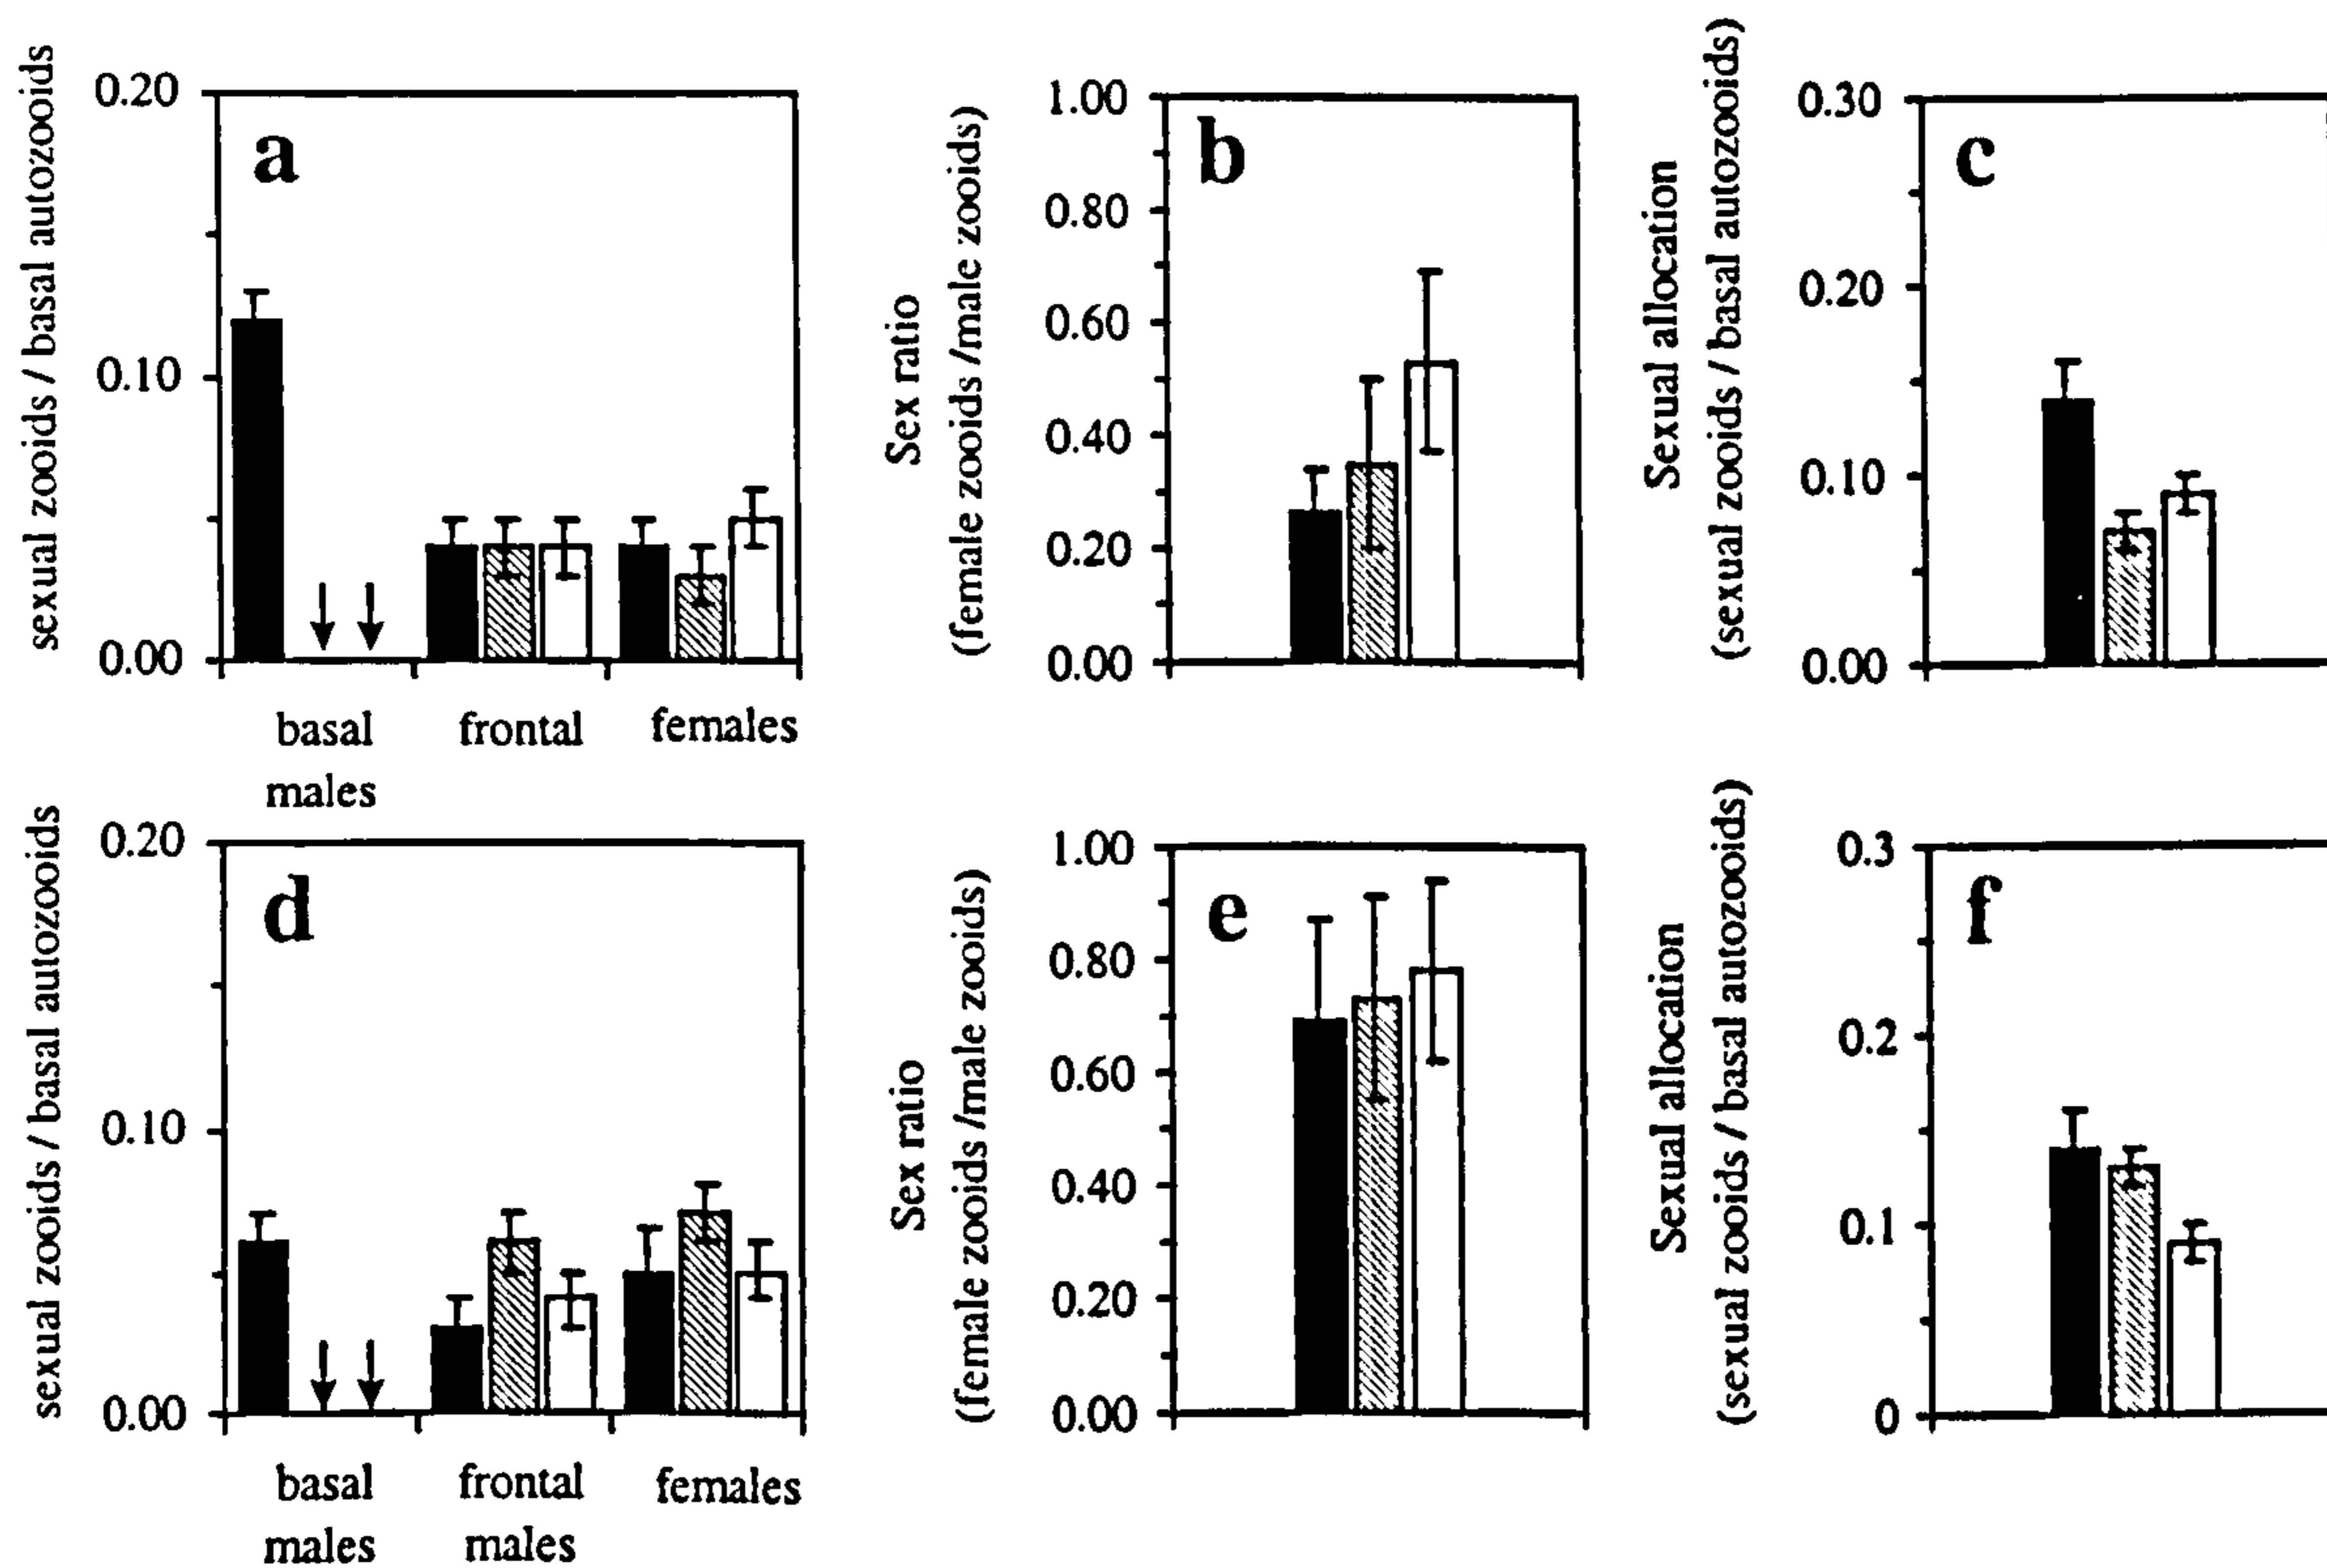 sexual zooids / basal autozooids
0.20
0.10
0.00
a
basal
males
frontal
females
Sex ratio
(female zooids /male zooids)
1.00
0.80
0.60
0.40
0.20
0.00
b
Sexual allocation
(sexual zooids / basal autozooids)
0.30
0.20
0.10
0.00
c
sexual zooids / basal autozooids
0.20
0.10
0.00
d
basal
males
frontal
males
females
Sex ratio
(female zooids /male zooids)
1.00
0.80
0.60
0.40
0.20
0.00
e
Sexual allocation
(sexual zooids / basal autozooids)
0.3
0.2
0.1
0
f